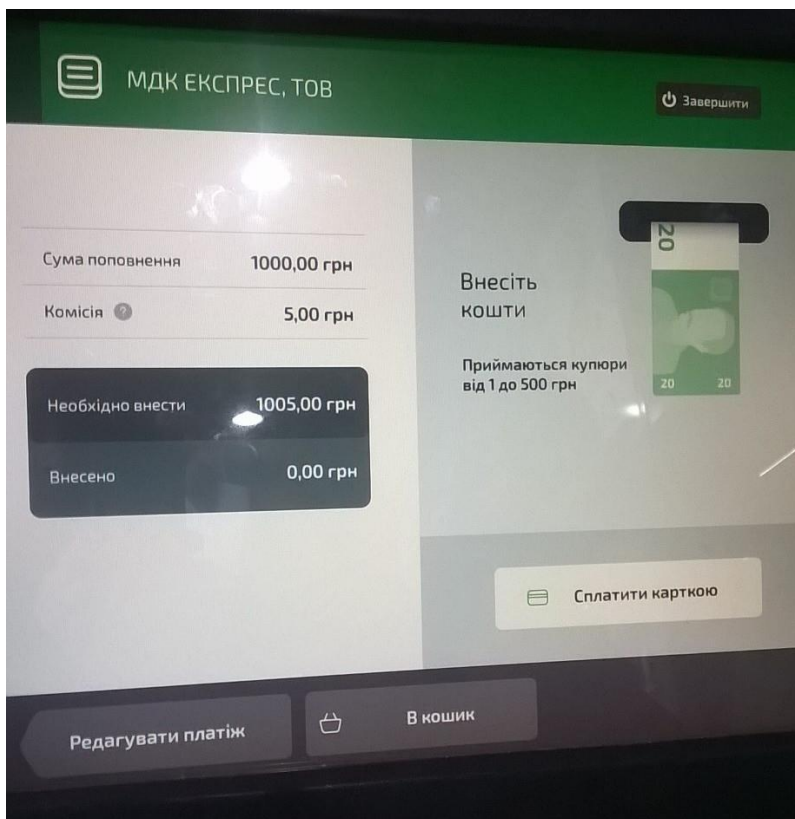 МДК ЕКСПРЕС, ТОВ
Завершити
Сума поповнення 1000,00 грн
Комісія ? 5,00 грн
Необхідно внести 1005,00 грн
Внесено 0,00 грн
Внесіть
кошти
Приймаються купюри
від 1 до 500 грн
20
20 20
Сплатити карткою
Редагувати платіж
В кошик